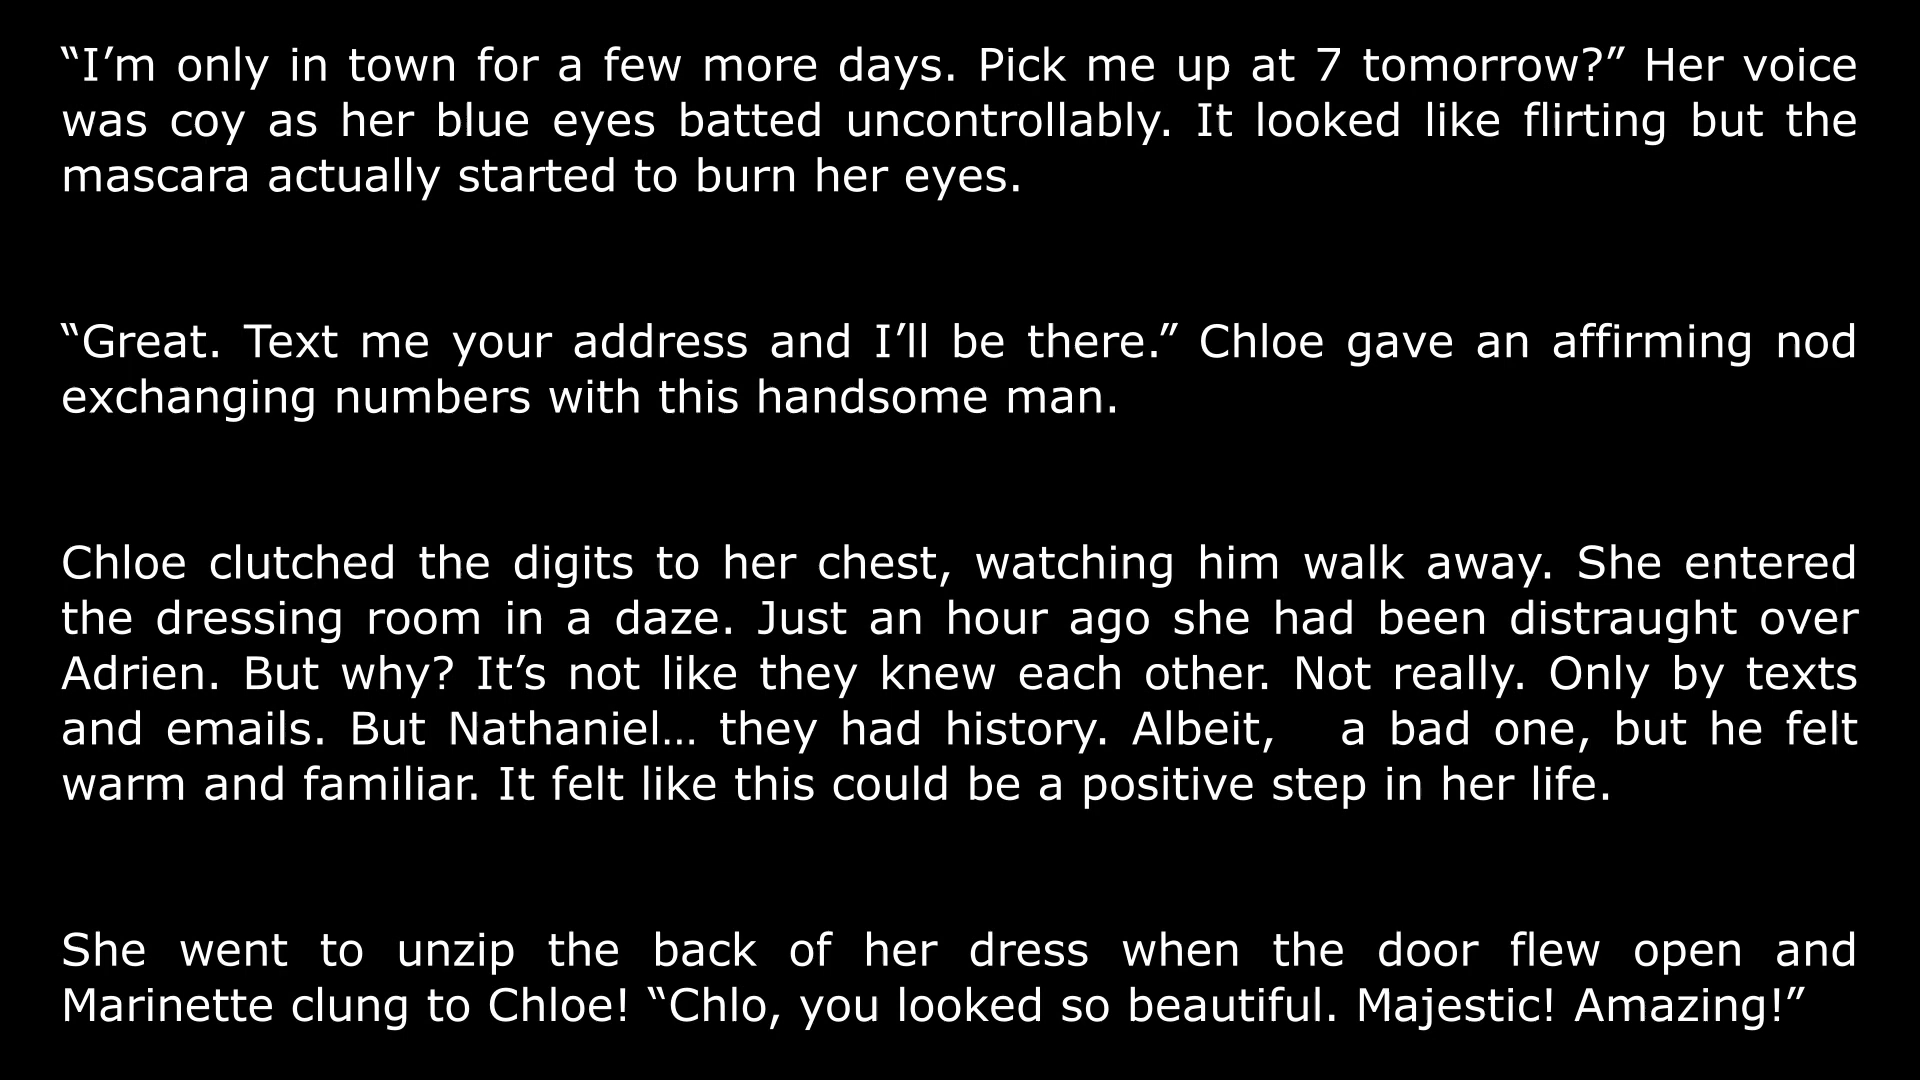 “I’m only in town for a few more days. Pick me up at 7 tomorrow?” Her voice
was coy as her blue eyes batted uncontrollably. It looked like flirting but the
mascara actually started to burn her eyes.
“Great. Text me your address and I’ll be there.” Chloe gave an affirming nod
exchanging numbers with this handsome man.
Chloe clutched the digits to her chest, watching him walk away. She entered
the dressing room in a daze. Just an hour ago she had been distraught over
Adrien. But why? It’s not like they knew each other. Not really. Only by texts
and emails. But Nathaniel… they had history. Albeit,   a bad one, but he felt
warm and familiar. It felt like this could be a positive step in her life.
She went to unzip the back of her dress when the door flew open and
Marinette clung to Chloe! “Chlo, you looked so beautiful. Majestic! Amazing!”